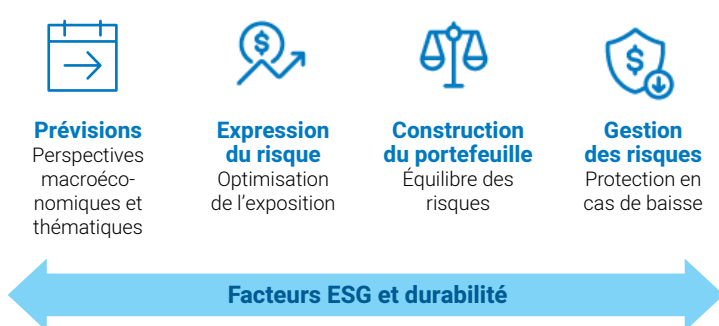 Prévisions
Perspectives
macroéco-
nomiques et
thématiques
Expression
du risque
Optimisation
de l'exposition
Construction
du portefeuille
Équilibre des
risques
Gestion
des risques
Protection en
cas de baisse
Facteurs ESG et durabilité